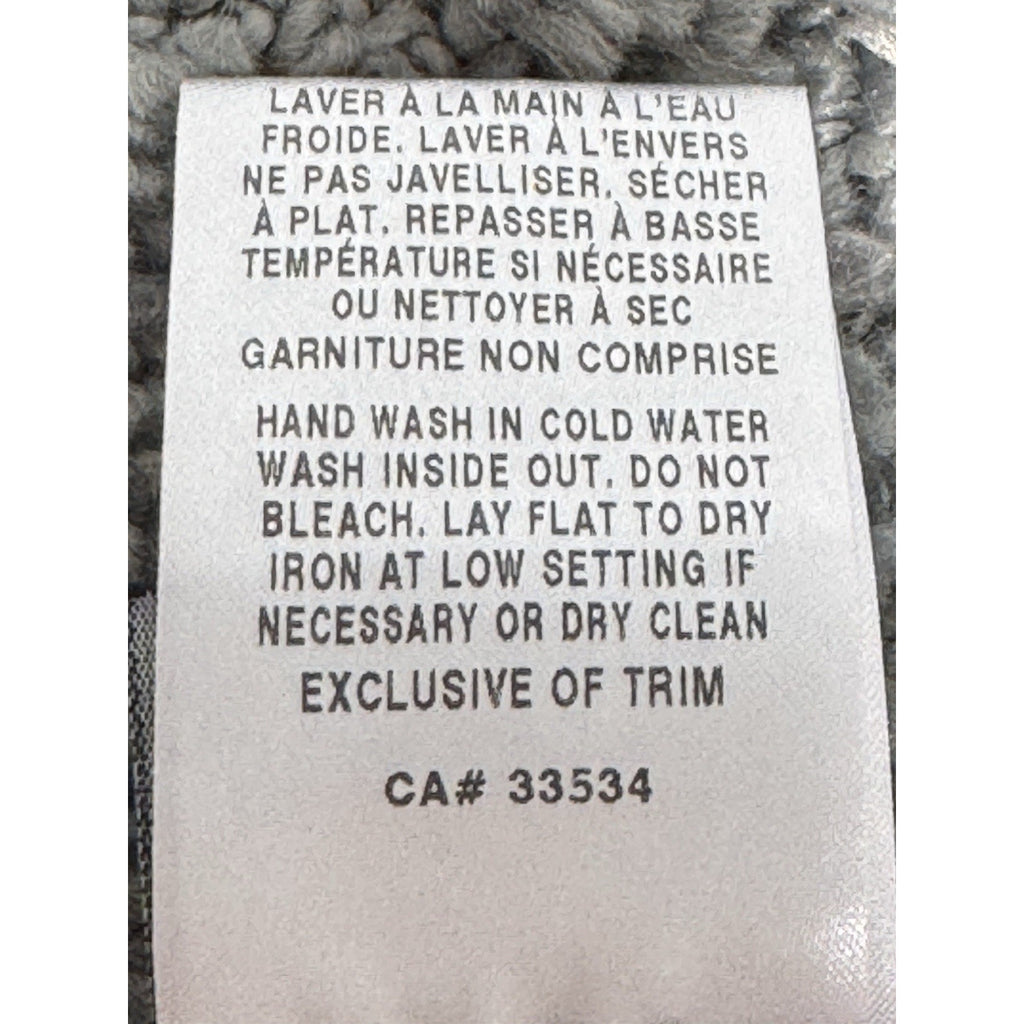 LAVER À LA MAIN À L'EAU
FROIDE. LAVER À L'ENVERS
NE PAS JAVELLISER. SÉCHER
À PLAT. REPASSER À BASSE
TEMPÉRATURE SI NÉCESSAIRE
OU NETTOYER À SEC
GARNITURE NON COMPRISE
HAND WASH IN COLD WATER
WASH INSIDE OUT. DO NOT
BLEACH. LAY FLAT TO DRY
IRON AT LOW SETTING IF
NECESSARY OR DRY CLEAN
EXCLUSIVE OF TRIM
CA# 33534